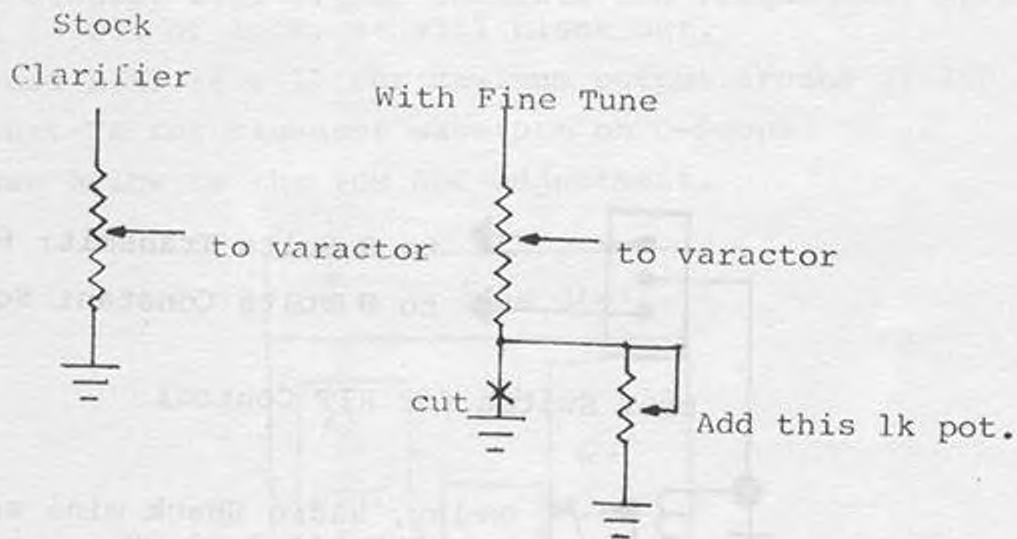 Stock
Clarifier
With Fine Tune
to varactor
to varactor
cut
Add this 1k pot.